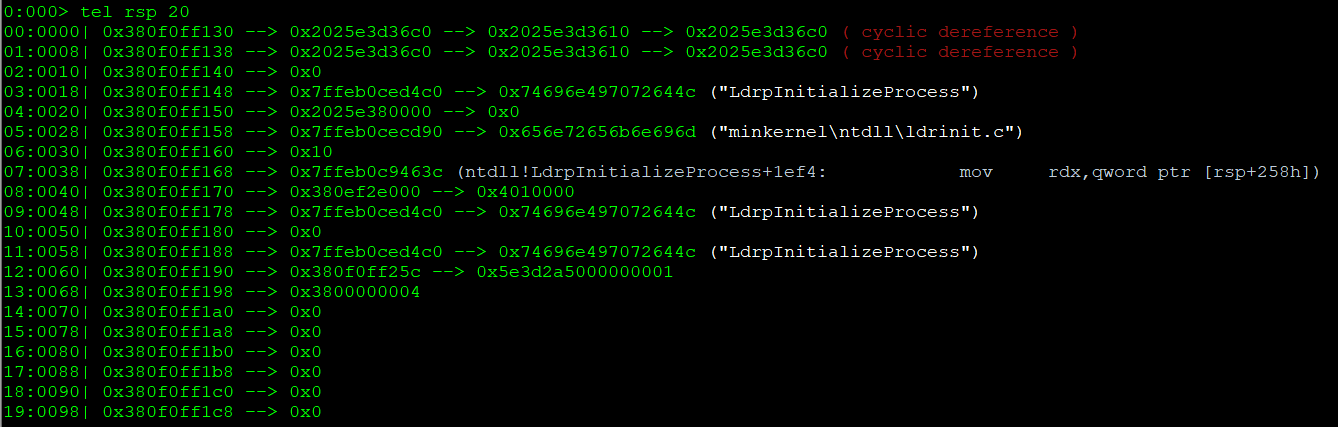 0:000> tel rsp 20
00:0000| 0x380f0ff130 --> 0x2025e3d36c0 --> 0x2025e3d3610 --> 0x2025e3d36c0 ( cyclic dereference )
01:0008| 0x380f0ff138 --> 0x2025e3d36c0 --> 0x2025e3d3610 --> 0x2025e3d36c0 ( cyclic dereference )
02:0010| 0x380f0ff140 --> 0x0
03:0018| 0x380f0ff148 --> 0x7ffeb0ced4c0 --> 0x74696e497072644c ("LdrpInitializeProcess")
04:0020| 0x380f0ff150 --> 0x2025e380000 --> 0x0
05:0028| 0x380f0ff158 --> 0x7ffeb0cecd90 --> 0x656e72656b6e696d ("minkernel\ntdll\ldrinit.c")
06:0030| 0x380f0ff160 --> 0x10
07:0038| 0x380f0ff168 --> 0x7ffeb0c9463c (ntdll!LdrpInitializeProcess+1ef4:             mov     rdx,qword ptr [rsp+258h])
08:0040| 0x380f0ff170 --> 0x380ef2e000 --> 0x4010000
09:0048| 0x380f0ff178 --> 0x7ffeb0ced4c0 --> 0x74696e497072644c ("LdrpInitializeProcess")
10:0050| 0x380f0ff180 --> 0x0
11:0058| 0x380f0ff188 --> 0x7ffeb0ced4c0 --> 0x74696e497072644c ("LdrpInitializeProcess")
12:0060| 0x380f0ff190 --> 0x380f0ff25c --> 0x5e3d2a5000000001
13:0068| 0x380f0ff198 --> 0x3800000004
14:0070| 0x380f0ff1a0 --> 0x0
15:0078| 0x380f0ff1a8 --> 0x0
16:0080| 0x380f0ff1b0 --> 0x0
17:0088| 0x380f0ff1b8 --> 0x0
18:0090| 0x380f0ff1c0 --> 0x0
19:0098| 0x380f0ff1c8 --> 0x0